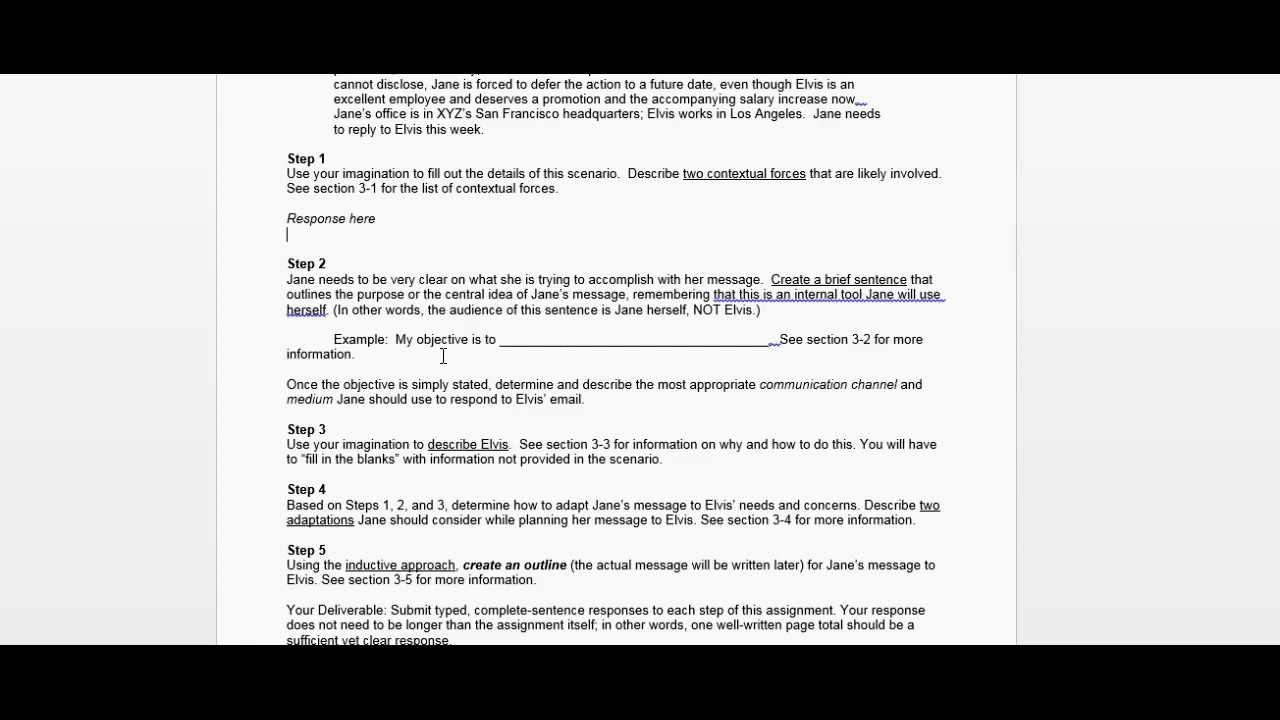 cannot disclose, Jane is forced to defer the action to a future date, even though Elvis is an
excellent employee and deserves a promotion and the accompanying salary increase now.
Jane's office is in XYZ's San Francisco headquarters; Elvis works in Los Angeles.  Jane needs
to reply to Elvis this week.
Step 1
Use your imagination to fill out the details of this scenario.  Describe two contextual forces that are likely involved.
See section 3-1 for the list of contextual forces.
Response here
Step 2
Jane needs to be very clear on what she is trying to accomplish with her message.  Create a brief sentence that
outlines the purpose or the central idea of Jane's message, remembering that this is an internal tool Jane will use
herself. (In other words, the audience of this sentence is Jane herself, NOT Elvis.)
Example:  My objective is to _____________________________________. See section 3-2 for more
information.
Once the objective is simply stated, determine and describe the most appropriate communication channel and
medium Jane should use to respond to Elvis' email.
Step 3
Use your imagination to describe Elvis.  See section 3-3 for information on why and how to do this. You will have
to “fill in the blanks” with information not provided in the scenario.
Step 4
Based on Steps 1, 2, and 3, determine how to adapt Jane's message to Elvis' needs and concerns. Describe two
adaptations Jane should consider while planning her message to Elvis. See section 3-4 for more information.
Step 5
Using the inductive approach, create an outline (the actual message will be written later) for Jane's message to
Elvis. See section 3-5 for more information.
Your Deliverable: Submit typed, complete-sentence responses to each step of this assignment. Your response
does not need to be longer than the assignment itself; in other words, one well-written page total should be a
sufficient yet clear response.